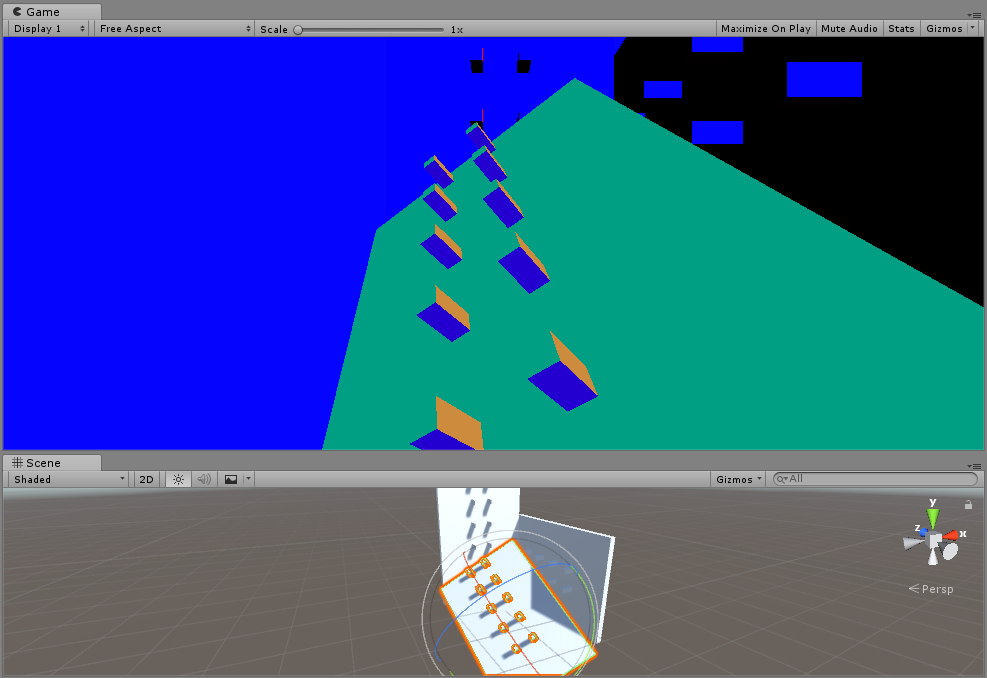 Game
Display 1 Free Aspect Scale 1x Maximize On Play Mute Audio Stats Gizmos
Scene
Shaded 2D Gizmos All
y
z x
Persp